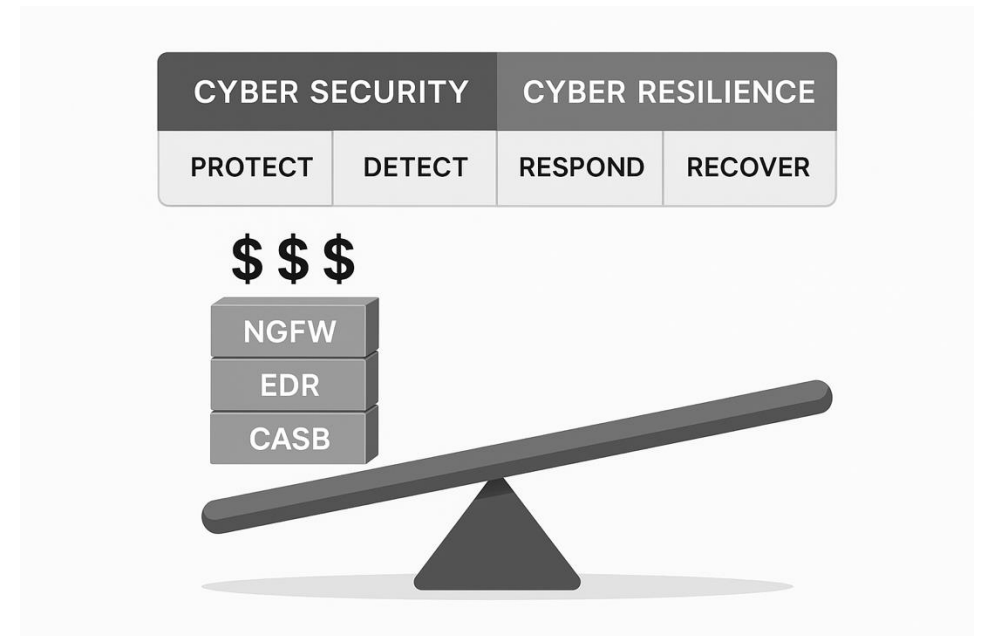 CYBER SECURITY CYBER RESILIENCE
PROTECT DETECT RESPOND RECOVER
$ $ $
NGFW
EDR
CASB